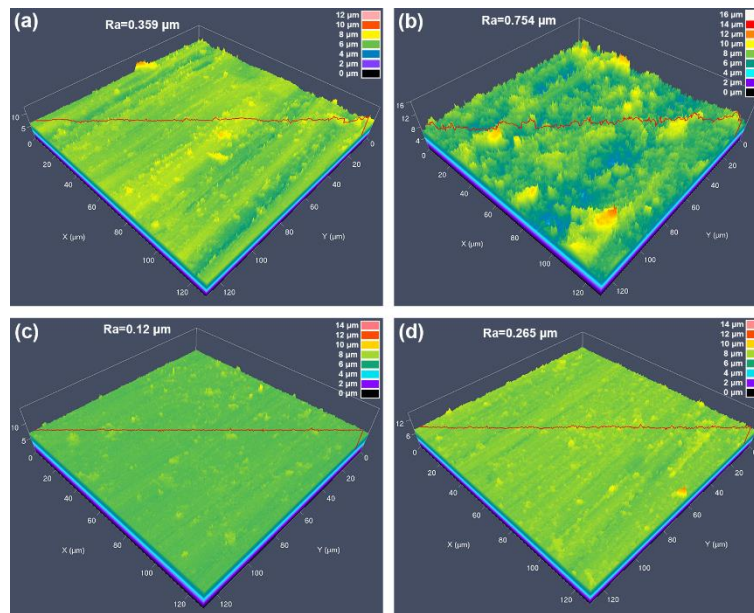 (a)
Ra=0.359 µm
12 µm
10 µm
8 µm
6 µm
4 µm
2 µm
0 µm
10
5
0
20
40
60
80
100
120
X (µm)
0
20
40
60
80
100
120
Y (µm)
(b)
Ra=0.754 µm
16 µm
14 µm
12 µm
10 µm
8 µm
6 µm
4 µm
2 µm
0 µm
16
12
8
4
0
20
40
60
80
100
120
X (µm)
0
20
40
60
80
100
120
Y (µm)
(c)
Ra=0.12 µm
14 µm
12 µm
10 µm
8 µm
6 µm
4 µm
2 µm
0 µm
10
5
0
20
40
60
80
100
120
X (µm)
0
20
40
60
80
100
120
Y (µm)
(d)
Ra=0.265 µm
14 µm
12 µm
10 µm
8 µm
6 µm
4 µm
2 µm
0 µm
12
5
0
20
40
60
80
100
120
X (µm)
0
20
40
60
80
100
120
Y (µm)